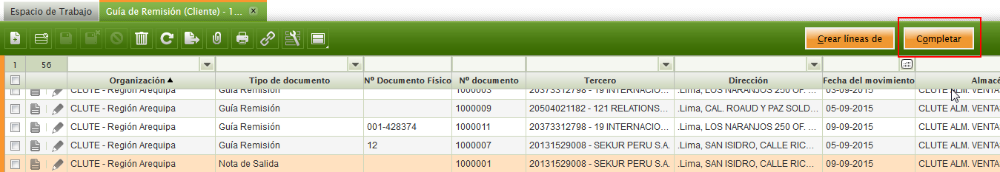 Espacio de Trabajo Guía de Remisión (Cliente) - 1... x
Crear líneas de Completar
1 56
Organización Tipo de documento Nº Documento Físico Nº documento Tercero Dirección Fecha del movimiento Almacé
CLUTE - Región Arequipa Guía Remisión 1000003 20373312798 - 19 INTERNACIO... .Lima, LOS NARANJOS 250 OF. ... 03-09-2015 CLUTE ALM. VENTA
CLUTE - Región Arequipa Guía Remisión 1000009 20504021182 - 121 RELATIONS... .Lima, CAL. ROAUD Y PAZ SOLD... 05-09-2015 CLUTE ALM. VENTA
CLUTE - Región Arequipa Guía Remisión 001-428374 1000011 20373312798 - 19 INTERNACIO... .Lima, LOS NARANJOS 250 OF. ... 09-09-2015 CLUTE ALM. VENTA
CLUTE - Región Arequipa Guía Remisión 12 1000007 20131529008 - SEKUR PERU S.A. .Lima, SAN ISIDRO, CALLE RIC... 05-09-2015 CLUTE ALM. VENTA
CLUTE - Región Arequipa Nota de Salida 1000001 20131529008 - SEKUR PERU S.A. .Lima, SAN ISIDRO, CALLE RIC... 09-09-2015 CLUTE ALM. VENTA